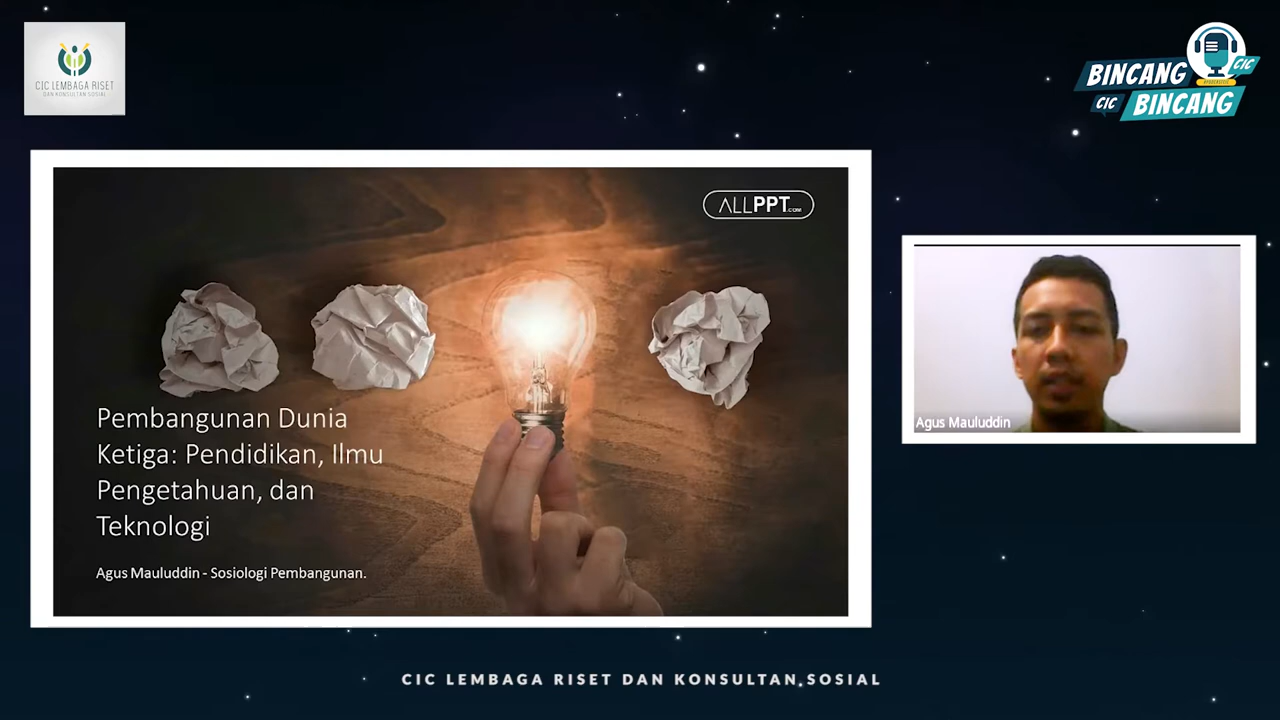 CIC LEMBAGA RISET
DAN KONSULTAN SOSIAL
BINCANG CIC
CIC BINCANG
ALLPPT.COM
Pembangunan Dunia
Ketiga: Pendidikan, Ilmu
Pengetahuan, dan
Teknologi
Agus Mauluddin - Sosiologi Pembangunan.
Agus Mauluddin
CIC LEMBAGA RISET DAN KONSULTAN SOSIAL